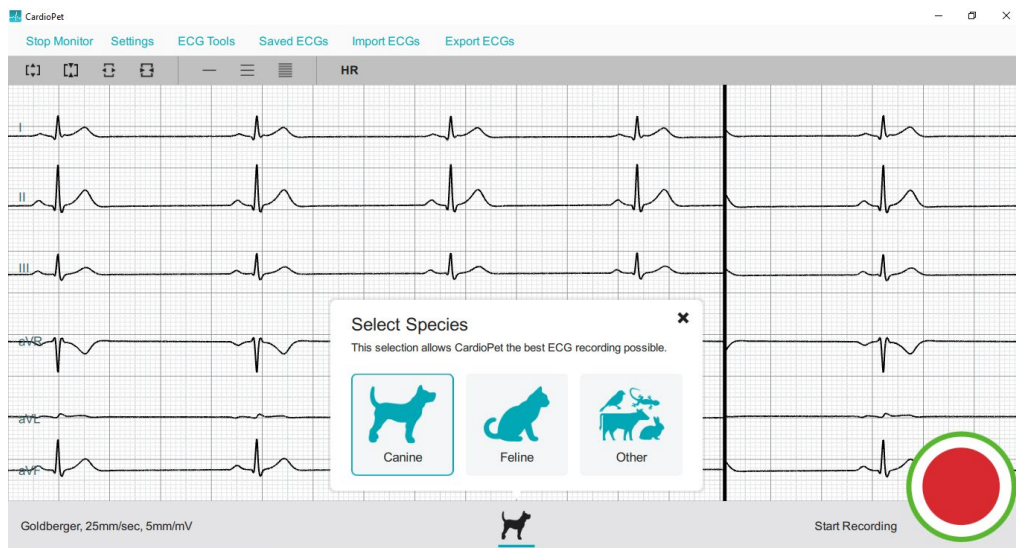 CardioPet
Stop Monitor Settings ECG Tools Saved ECGs Import ECGs Export ECGs
HR
I
II
III
aVR
aVL
aVF
Select Species
This selection allows CardioPet the best ECG recording possible.
Canine Feline Other
Goldberger, 25mm/sec, 5mm/mV
Start Recording